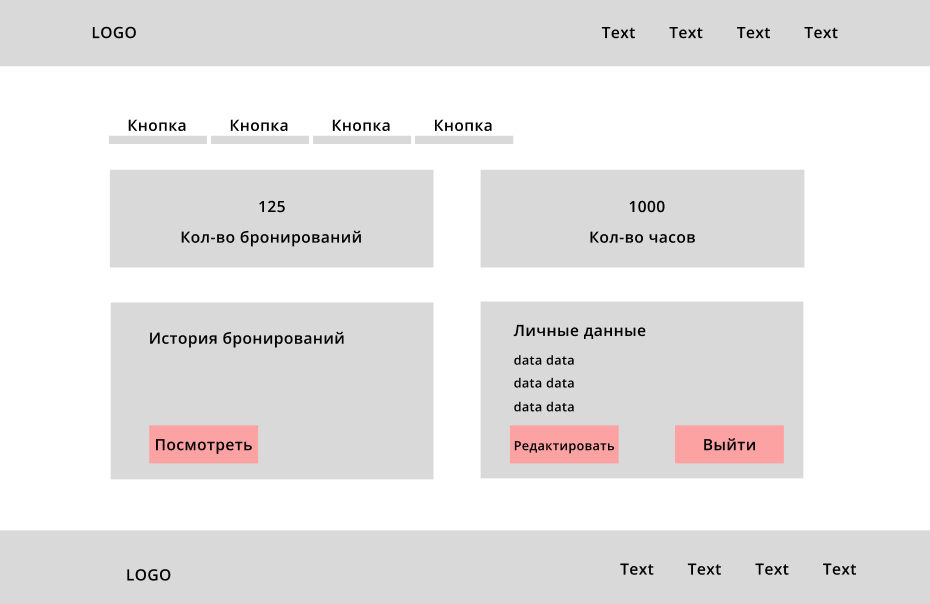 LOGO Text Text Text Text
Кнопка Кнопка Кнопка Кнопка
125
Кол-во бронирований
1000
Кол-во часов
История бронирований
Посмотреть
Личные данные
data data
data data
data data
Редактировать Выйти
LOGO Text Text Text Text